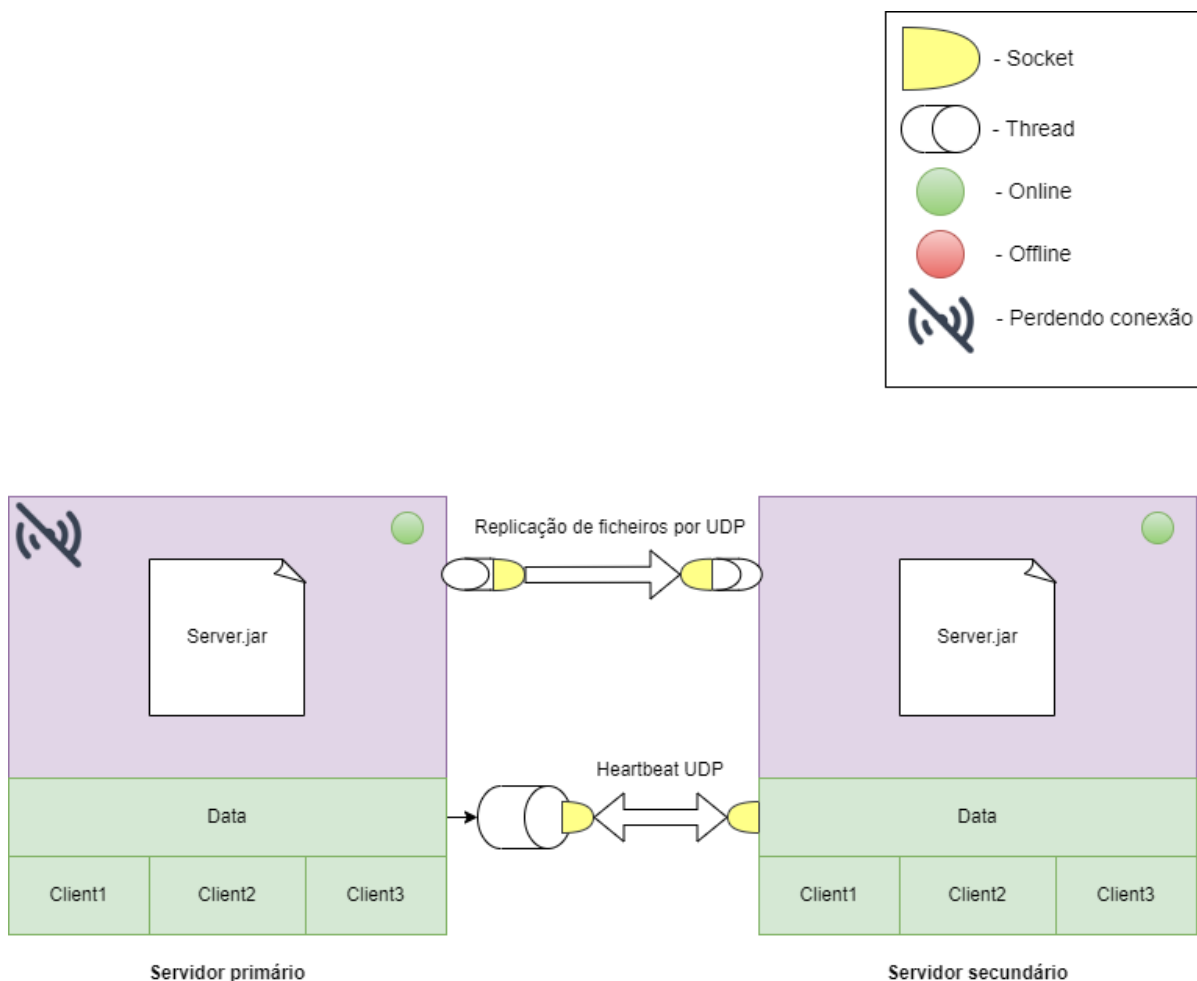 - Socket
- Thread
- Online
- Offline
- Perdendo conexão
Replicação de ficheiros por UDP
Server.jar
Server.jar
Heartbeat UDP
Data
Data
Client1
Client2
Client3
Client1
Client2
Client3
Servidor primário
Servidor secundário